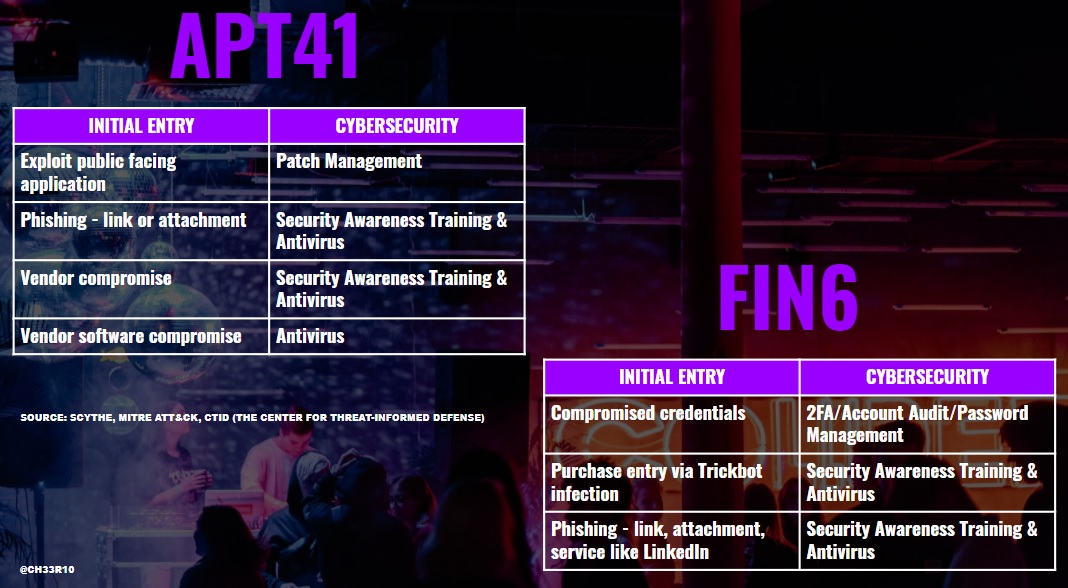 APT41
INITIAL ENTRY
CYBERSECURITY
Exploit public facing
application
Patch Management
Phishing - link or attachment
Security Awareness Training &
Antivirus
Vendor compromise
Security Awareness Training &
Antivirus
Vendor software compromise
Antivirus
SOURCE: SCYTHE, MITRE ATT&CK, CTID (THE CENTER FOR THREAT-INFORMED DEFENSE)
FIN6
INITIAL ENTRY
CYBERSECURITY
Compromised credentials
2FA/Account Audit/Password
Management
Purchase entry via Trickbot
infection
Security Awareness Training &
Antivirus
Phishing - link, attachment,
service like LinkedIn
Security Awareness Training &
Antivirus
@CH33R10